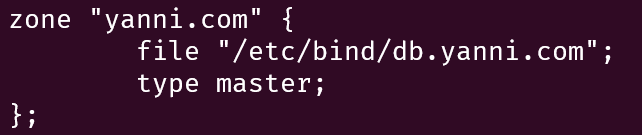 zone "yanni.com" {
        file "/etc/bind/db.yanni.com";
        type master;
};